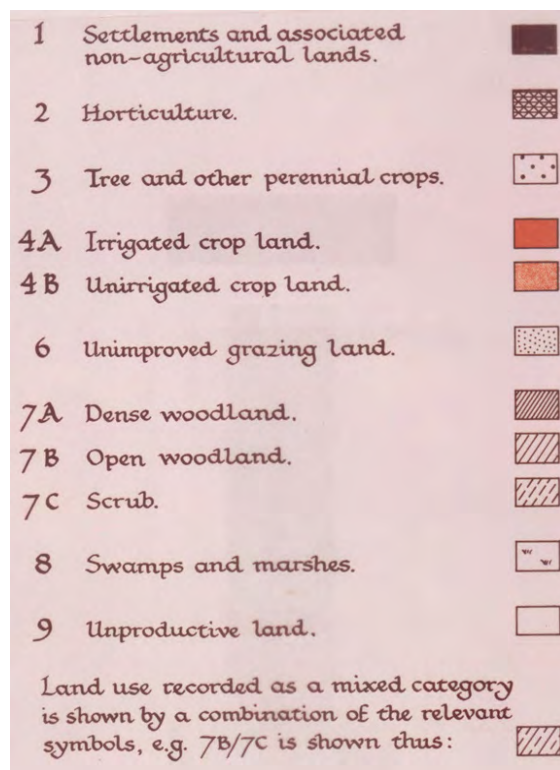 1 Settlements and associated
non-agricultural lands.
2 Horticulture.
3 Tree and other perennial crops.
4A Irrigated crop land.
4B Unirrigated crop land.
6 Unimproved grazing land.
7A Dense woodland.
7B Open woodland.
7C Scrub.
8 Swamps and marshes.
9 Unproductive land.
Land use recorded as a mixed category
is shown by a combination of the relevant
symbols, e.g. 7B/7C is shown thus: